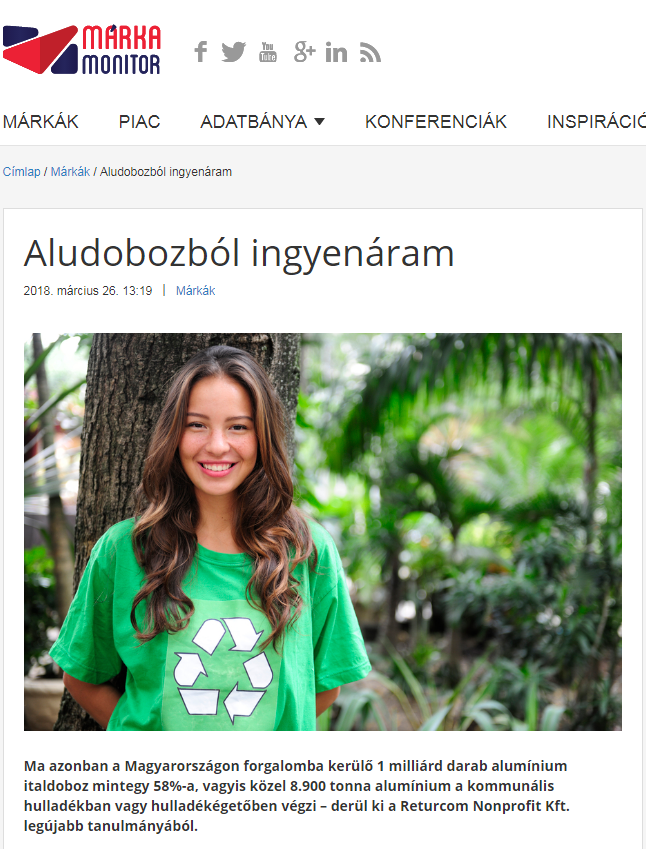 MÁRKA
MONITOR
You
Tube
MÁRKÁK PIAC ADATBÁNYA KONFERENCIÁK INSPIRÁCIÓ
Címlap / Márkák / Aludobozból ingyenáram
Aludobozból ingyenáram
2018. március 26. 13:19 | Márkák
Ma azonban a Magyarországon forgalomba kerülő 1 milliárd darab alumínium
italdoboz mintegy 58%-a, vagyis közel 8.900 tonna alumínium a kommunális
hulladékban vagy hulladékégetőben végzi – derül ki a Returcom Nonprofit Kft.
legújabb tanulmányából.